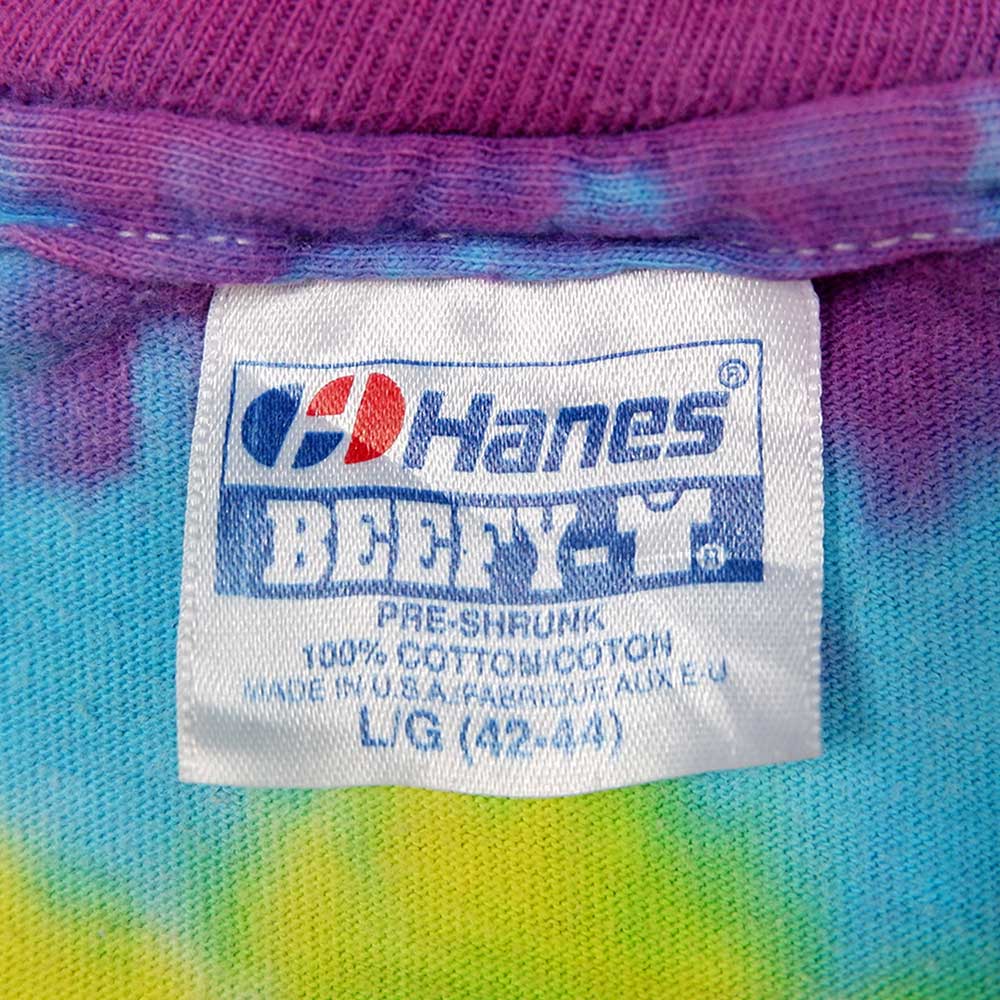 Hanes®
BEEFY-T®
PRE-SHRUNK
100% COTTON/COTON
MADE IN U.S.A./FABRIQUE AUX E-U
L/G (42-44)